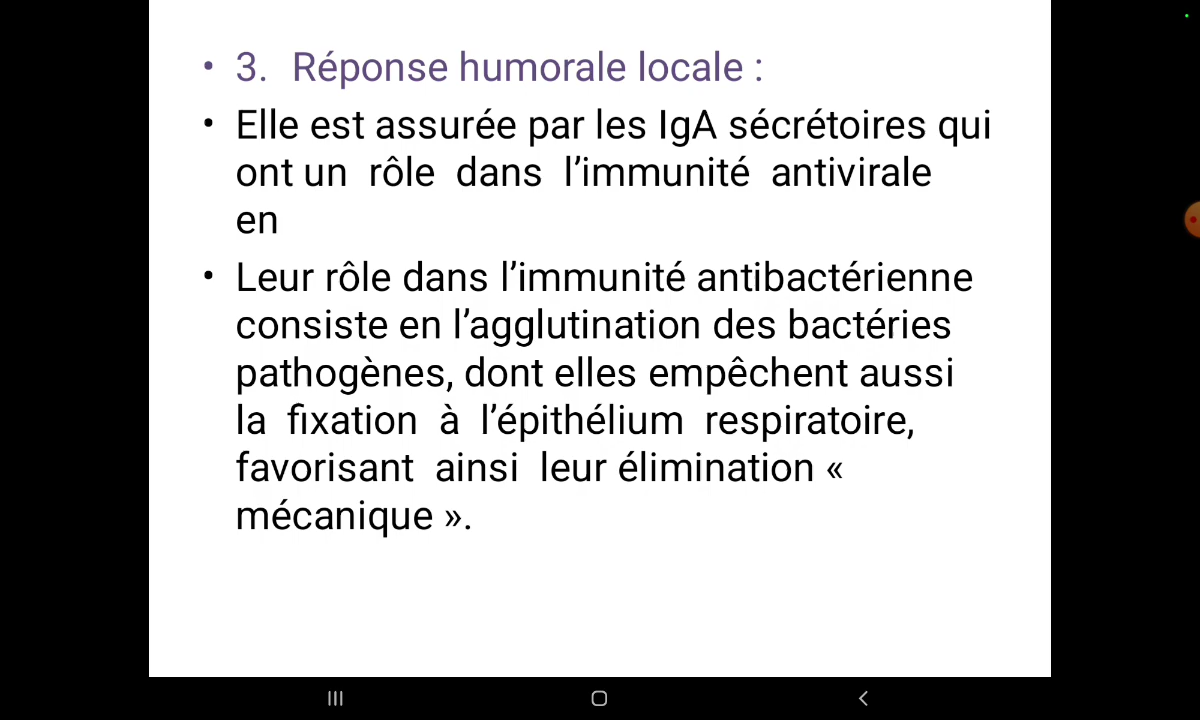 • 3. Réponse humorale locale :
• Elle est assurée par les IgA sécrétoires qui
ont un rôle dans l’immunité antivirale
en
• Leur rôle dans l’immunité antibactérienne
consiste en l’agglutination des bactéries
pathogènes, dont elles empêchent aussi
la fixation à l’épithélium respiratoire,
favorisant ainsi leur élimination «
mécanique ».